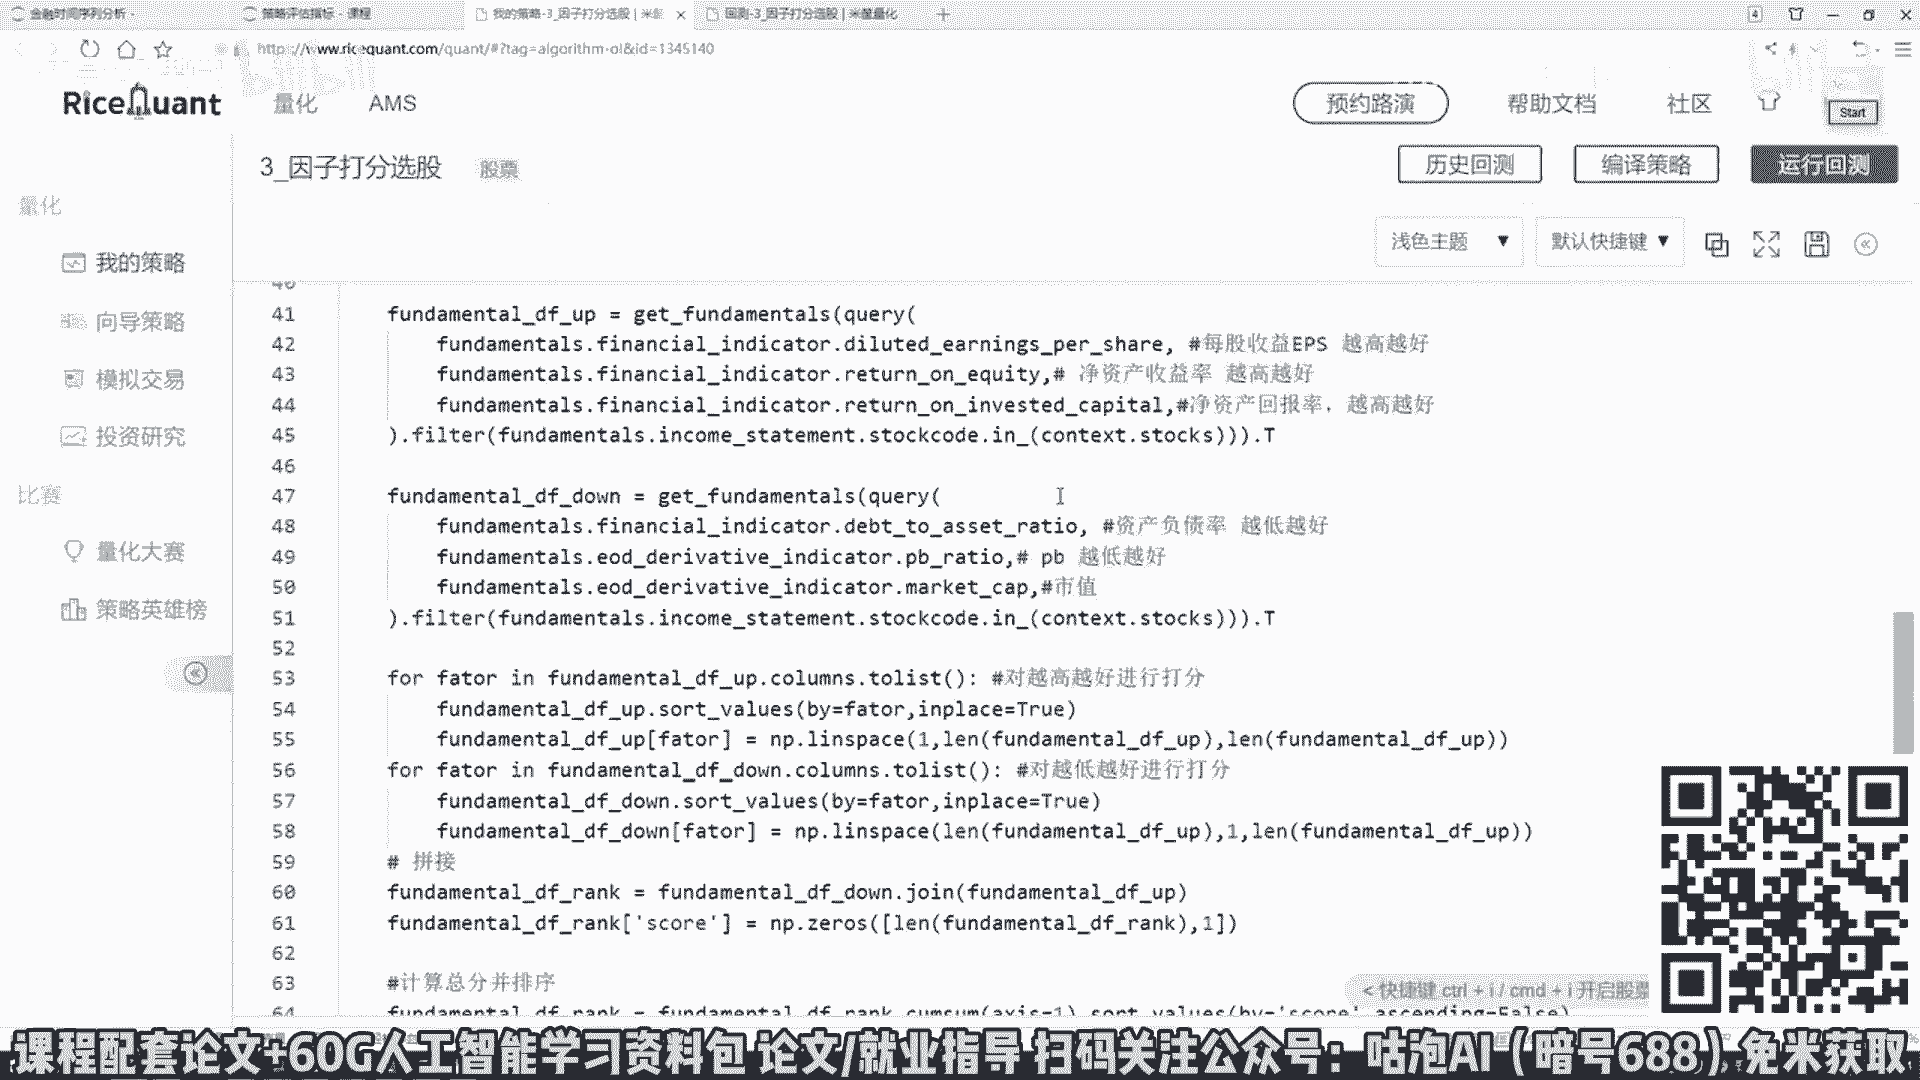 金融时间序列分析 -
策略评估指标 - 课程
我的策略-3_因子打分选股 | 米筐
回测-3_因子打分选股 | 米筐量化
4
https://www.ricequant.com/quant/#?tag=algorithm-ol&id=1345140
RiceQuant
量化
AMS
预约路演
帮助文档
社区
Start
3_因子打分选股
股票
历史回测
编译策略
运行回测
浅色主题
默认快捷键
量化
我的策略
向导策略
模拟交易
投资研究
比赛
量化大赛
策略英雄榜
40
41 fundamental_df_up = get_fundamentals(query(
42 fundamentals.financial_indicator.diluted_earnings_per_share, #每股收益EPS 越高越好
43 fundamentals.financial_indicator.return_on_equity,# 净资产收益率 越高越好
44 fundamentals.financial_indicator.return_on_invested_capital,#净资产回报率, 越高越好
45 ).filter(fundamentals.income_statement.stockcode.in_(context.stocks))).T
46
47 fundamental_df_down = get_fundamentals(query(
48 fundamentals.financial_indicator.debt_to_asset_ratio, #资产负债率 越低越好
49 fundamentals.eod_derivative_indicator.pb_ratio,# pb 越低越好
50 fundamentals.eod_derivative_indicator.market_cap,#市值
51 ).filter(fundamentals.income_statement.stockcode.in_(context.stocks))).T
52
53 for fator in fundamental_df_up.columns.tolist(): #对越高越好进行打分
54 fundamental_df_up.sort_values(by=fator,inplace=True)
55 fundamental_df_up[fator] = np.linspace(1,len(fundamental_df_up),len(fundamental_df_up))
56 for fator in fundamental_df_down.columns.tolist(): #对越低越好进行打分
57 fundamental_df_down.sort_values(by=fator,inplace=True)
58 fundamental_df_down[fator] = np.linspace(len(fundamental_df_up),1,len(fundamental_df_up))
59 # 拼接
60 fundamental_df_rank = fundamental_df_down.join(fundamental_df_up)
61 fundamental_df_rank['score'] = np.zeros([len(fundamental_df_rank),1])
62
63 #计算总分并排序
64 fundamental_df_rank = fundamental_df_rank.cumsum(axis=1).sort_values(by='score',ascending=False)
< 快捷键 ctrl + i / cmd + i 开启股票
课程配套论文+60G人工智能学习资料包 论文/就业指导 扫码关注公众号：咕泡AI（暗号688）免米获取